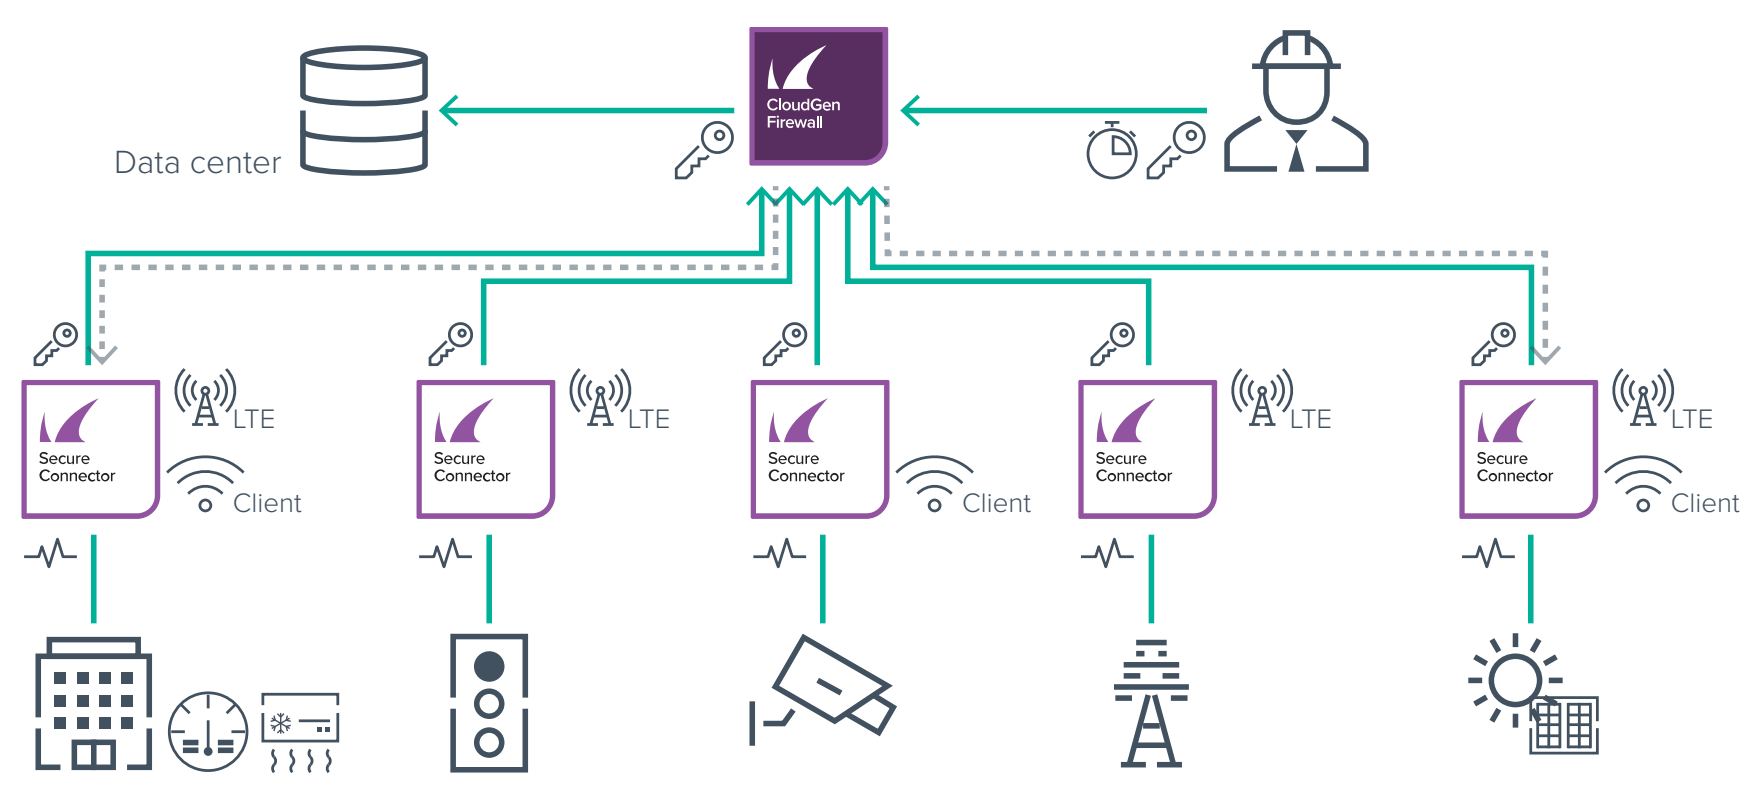 CloudGen
Firewall
Data center
LTE
Secure
Connector
Client
LTE
Secure
Connector
Secure
Connector
Client
LTE
Secure
Connector
LTE
Secure
Connector
Client